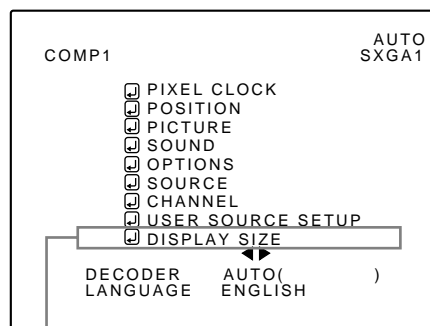 AUTO
COMP1 SXGA1
PIXEL CLOCK
POSITION
PICTURE
SOUND
OPTIONS
SOURCE
CHANNEL
USER SOURCE SETUP
DISPLAY SIZE
DECODER AUTO( )
LANGUAGE ENGLISH